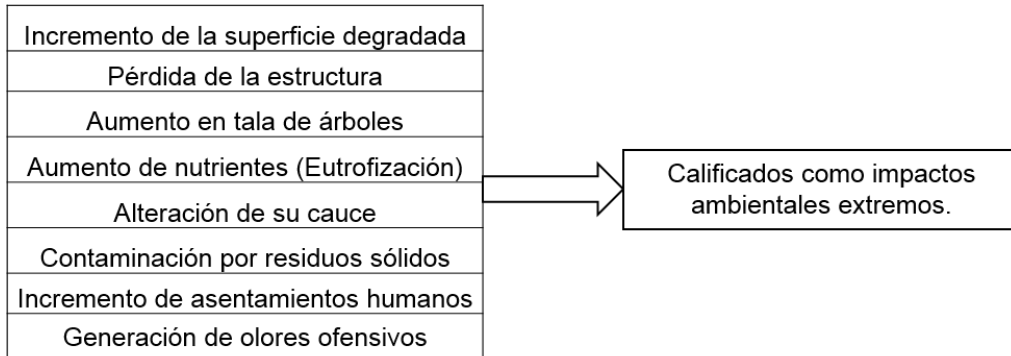 Incremento de la superficie degradada
Pérdida de la estructura
Aumento en tala de árboles
Aumento de nutrientes (Eutrofización)
Alteración de su cauce
Contaminación por residuos sólidos
Incremento de asentamientos humanos
Generación de olores ofensivos
Calificados como impactos
ambientales extremos.